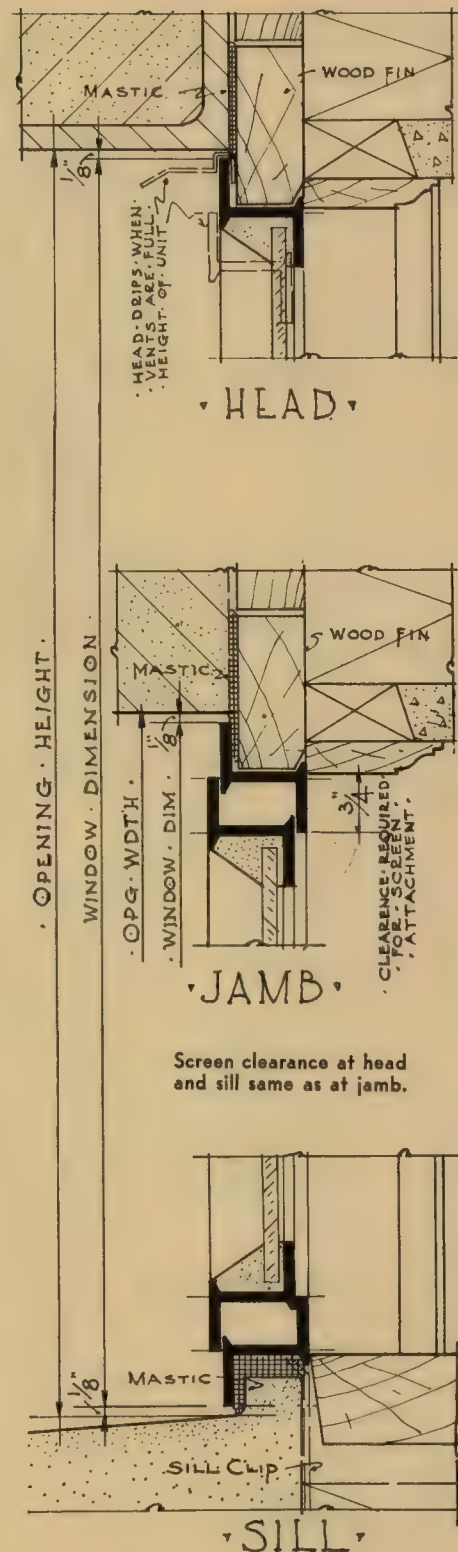 MASTIC
WOOD FIN
1/8"
HEAD·DRIPS·WHEN·
VENTS·ARE·FULL·
HEIGHT·OF·UNIT
· HEAD ·
· OPENING · HEIGHT ·
WINDOW · DIMENSION
MASTIC
WOOD FIN
1/8"
· OPG · WDTH ·
· WINDOW · DIM ·
3/4"
· CLEARENCE · REQUIRED ·
· FOR · SCREEN ·
· ATTACHMENT ·
· JAMB ·
Screen clearance at head
and sill same as at jamb.
1/8"
MASTIC
SILL CLIP
· SILL ·